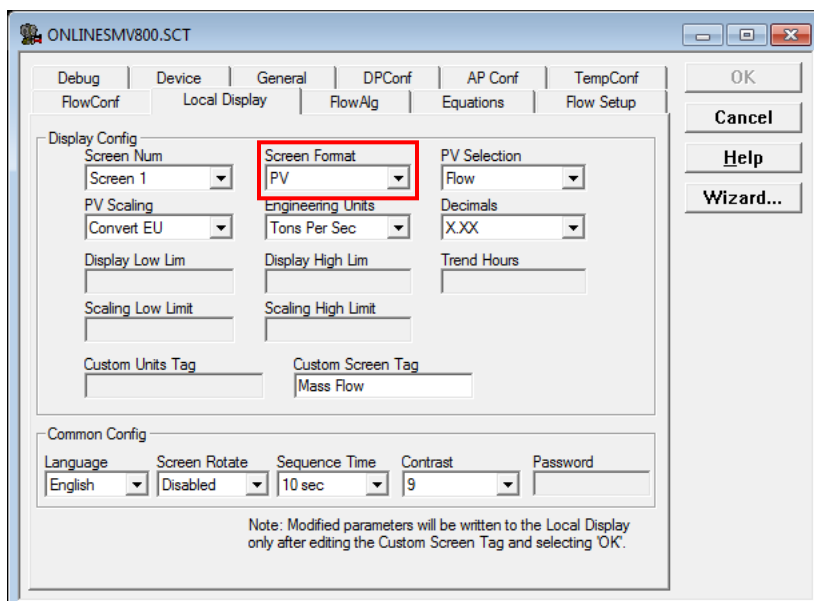 ONLINESMV800.SCT
Debug Device General DPConf AP Conf TempConf
FlowConf Local Display FlowAlg Equations Flow Setup
OK
Cancel
Help
Wizard...
Display Config
Screen Num Screen Format PV Selection
Screen 1 PV Flow
PV Scaling Engineering Units Decimals
Convert EU Tons Per Sec X.XX
Display Low Lim Display High Lim Trend Hours
Scaling Low Limit Scaling High Limit
Custom Units Tag Custom Screen Tag
Mass Flow
Common Config
Language Screen Rotate Sequence Time Contrast Password
English Disabled 10 sec 9
Note: Modified parameters will be written to the Local Display
only after editing the Custom Screen Tag and selecting 'OK'.